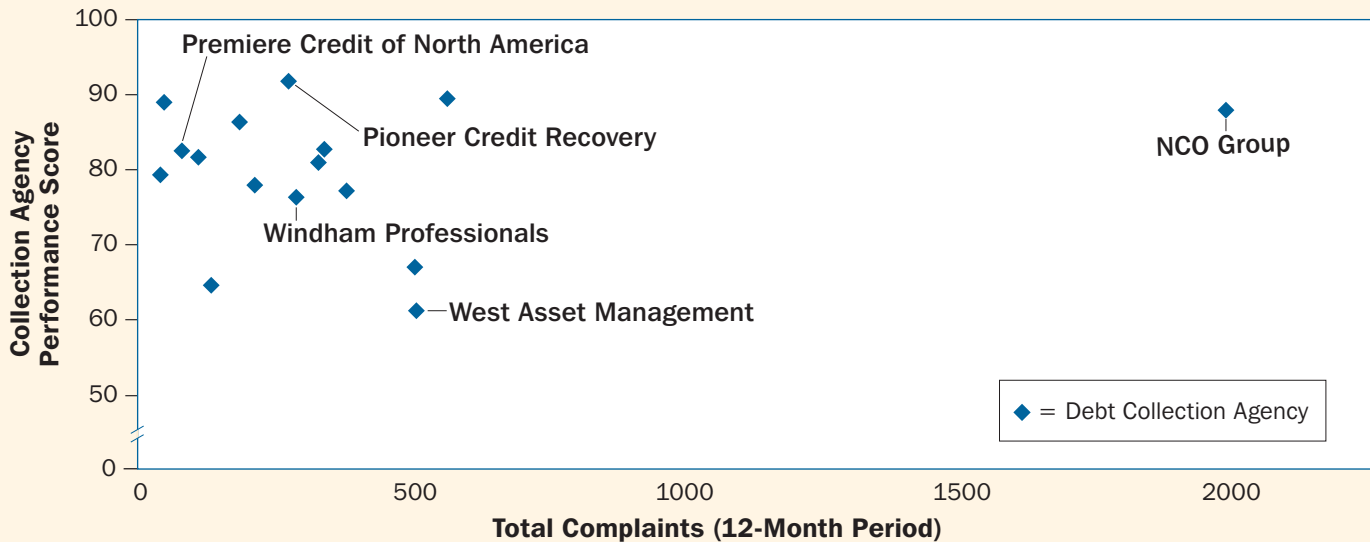 100
Premiere Credit of North America
90
Pioneer Credit Recovery
NCO Group
80
Windham Professionals
70
West Asset Management
60
50
= Debt Collection Agency
0
Collection Agency
Performance Score
0 500 1000 1500 2000
Total Complaints (12-Month Period)